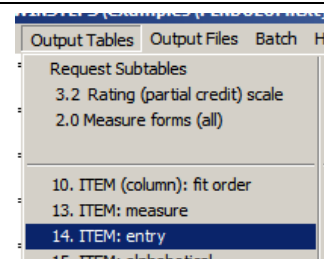 Output Tables Output Files Batch H
Request Subtables
3.2 Rating (partial credit) scale
2.0 Measure forms (all)
10. ITEM (column): fit order
13. ITEM: measure
14. ITEM: entry